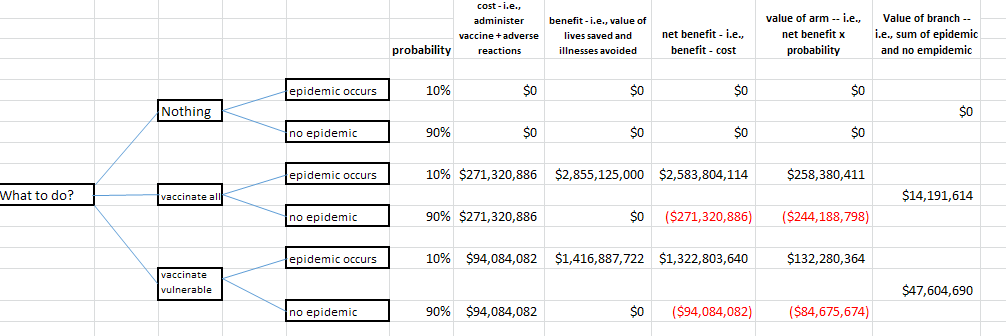 cost - i.e.,
administer
vaccine + adverse
reactions
benefit - i.e., value of
lives saved and
illnesses avoided
net benefit - i.e.,
benefit - cost
value of arm -- i.e.,
net benefit x
probability
Value of branch --
i.e., sum of epidemic
and no empidemic
probability
epidemic occurs 10% $0 $0 $0 $0
Nothing $0
no epidemic 90% $0 $0 $0 $0
epidemic occurs 10% $271,320,886 $2,855,125,000 $2,583,804,114 $258,380,411
What to do? vaccinate all $14,191,614
no epidemic 90% $271,320,886 $0 ($271,320,886) ($244,188,798)
epidemic occurs 10% $94,084,082 $1,416,887,722 $1,322,803,640 $132,280,364
vaccinate
vulnerable $47,604,690
no epidemic 90% $94,084,082 $0 ($94,084,082) ($84,675,674)